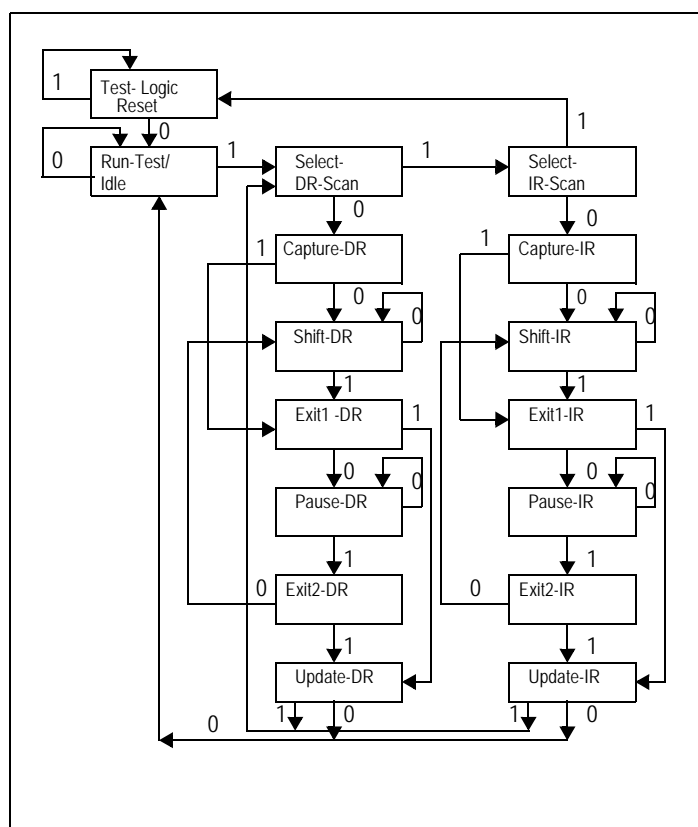 1
Test- Logic
Reset
0
1
0
Run-Test/
Idle
1
Select-
DR-Scan
1
Select-
IR-Scan
0
0
1
Capture-DR
1
Capture-IR
0
0
Shift-DR
0
Shift-IR
0
1
1
Exit1 -DR
1
Exit1-IR
1
0
0
Pause-DR
0
Pause-IR
0
1
1
0
Exit2-DR
0
Exit2-IR
1
1
Update-DR
Update-IR
1
0
1
0
0